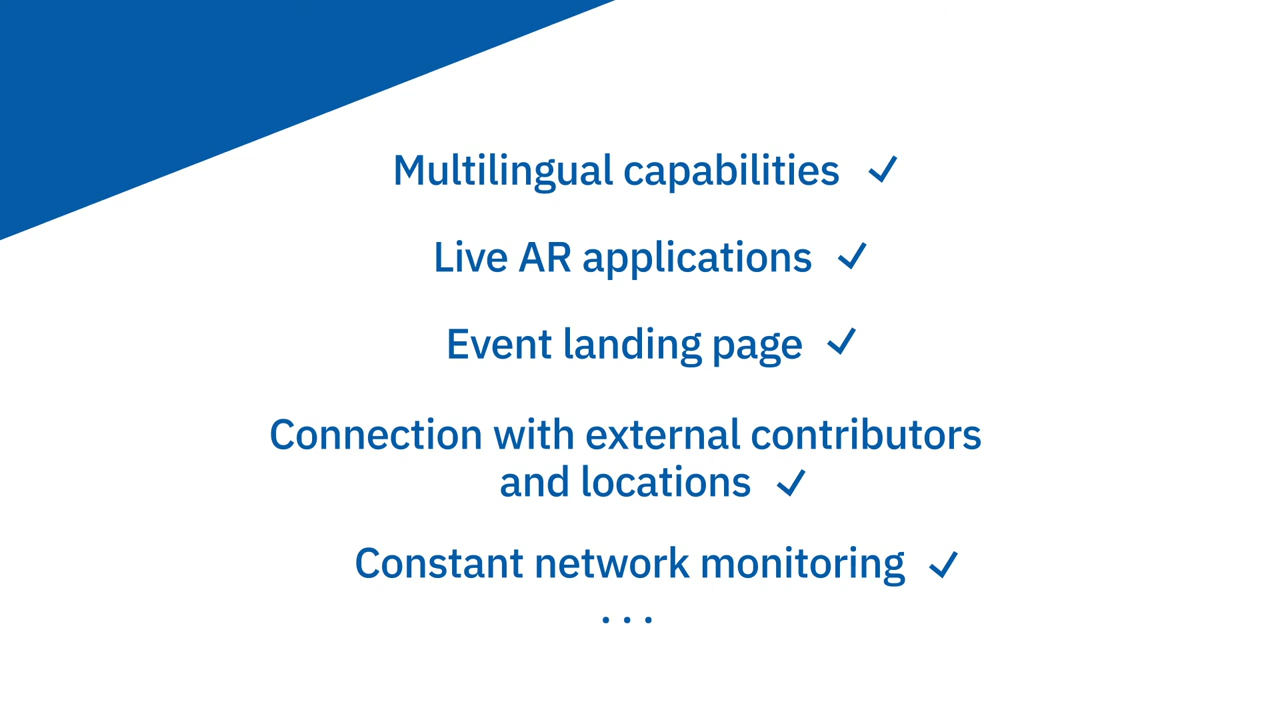 Multilingual capabilities ✓
Live AR applications ✓
Event landing page ✓
Connection with external contributors
and locations ✓
Constant network monitoring ✓
...